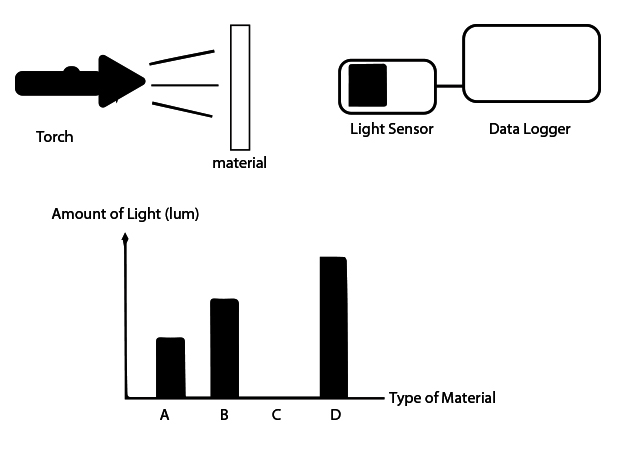 Torch
material
Light Sensor
Data Logger
Amount of Light (lum)
A B C D
Type of Material